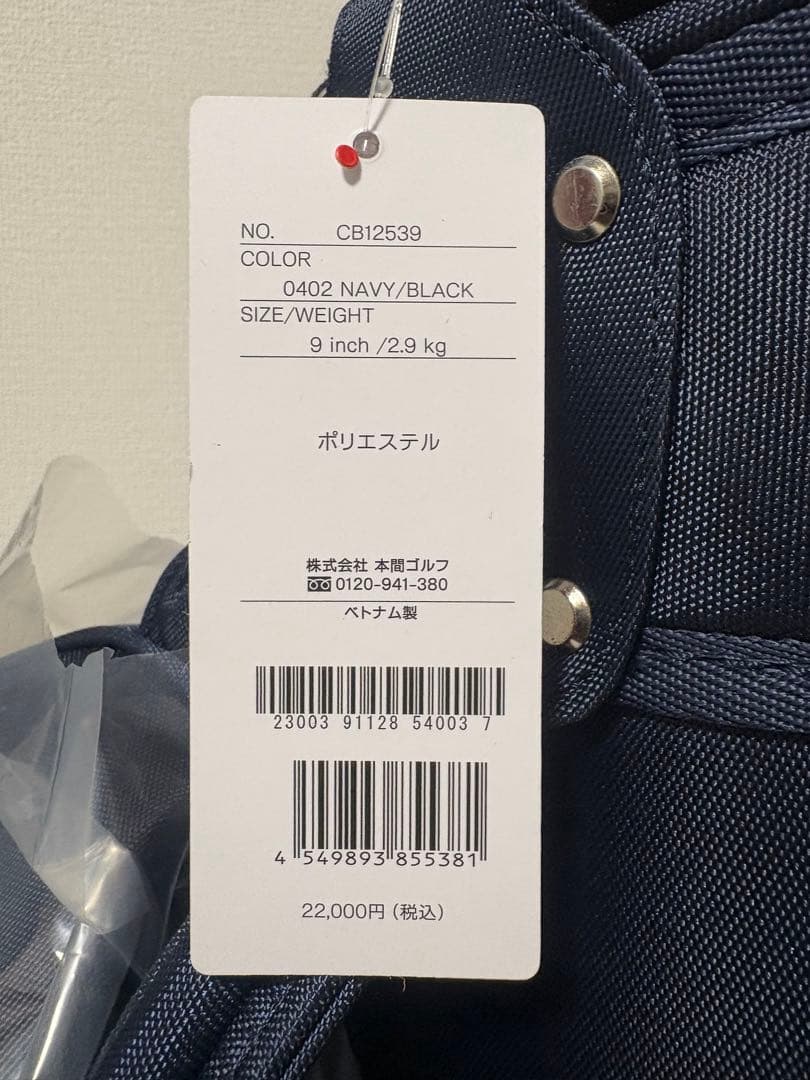 NO. CB12539
COLOR
0402 NAVY/BLACK
SIZE/WEIGHT
9 inch /2.9 kg
ポリエステル
株式会社 本間ゴルフ
0120-941-380
ベトナム製
23003 91128 54003 7
4 549893 855381
22,000円 (税込)